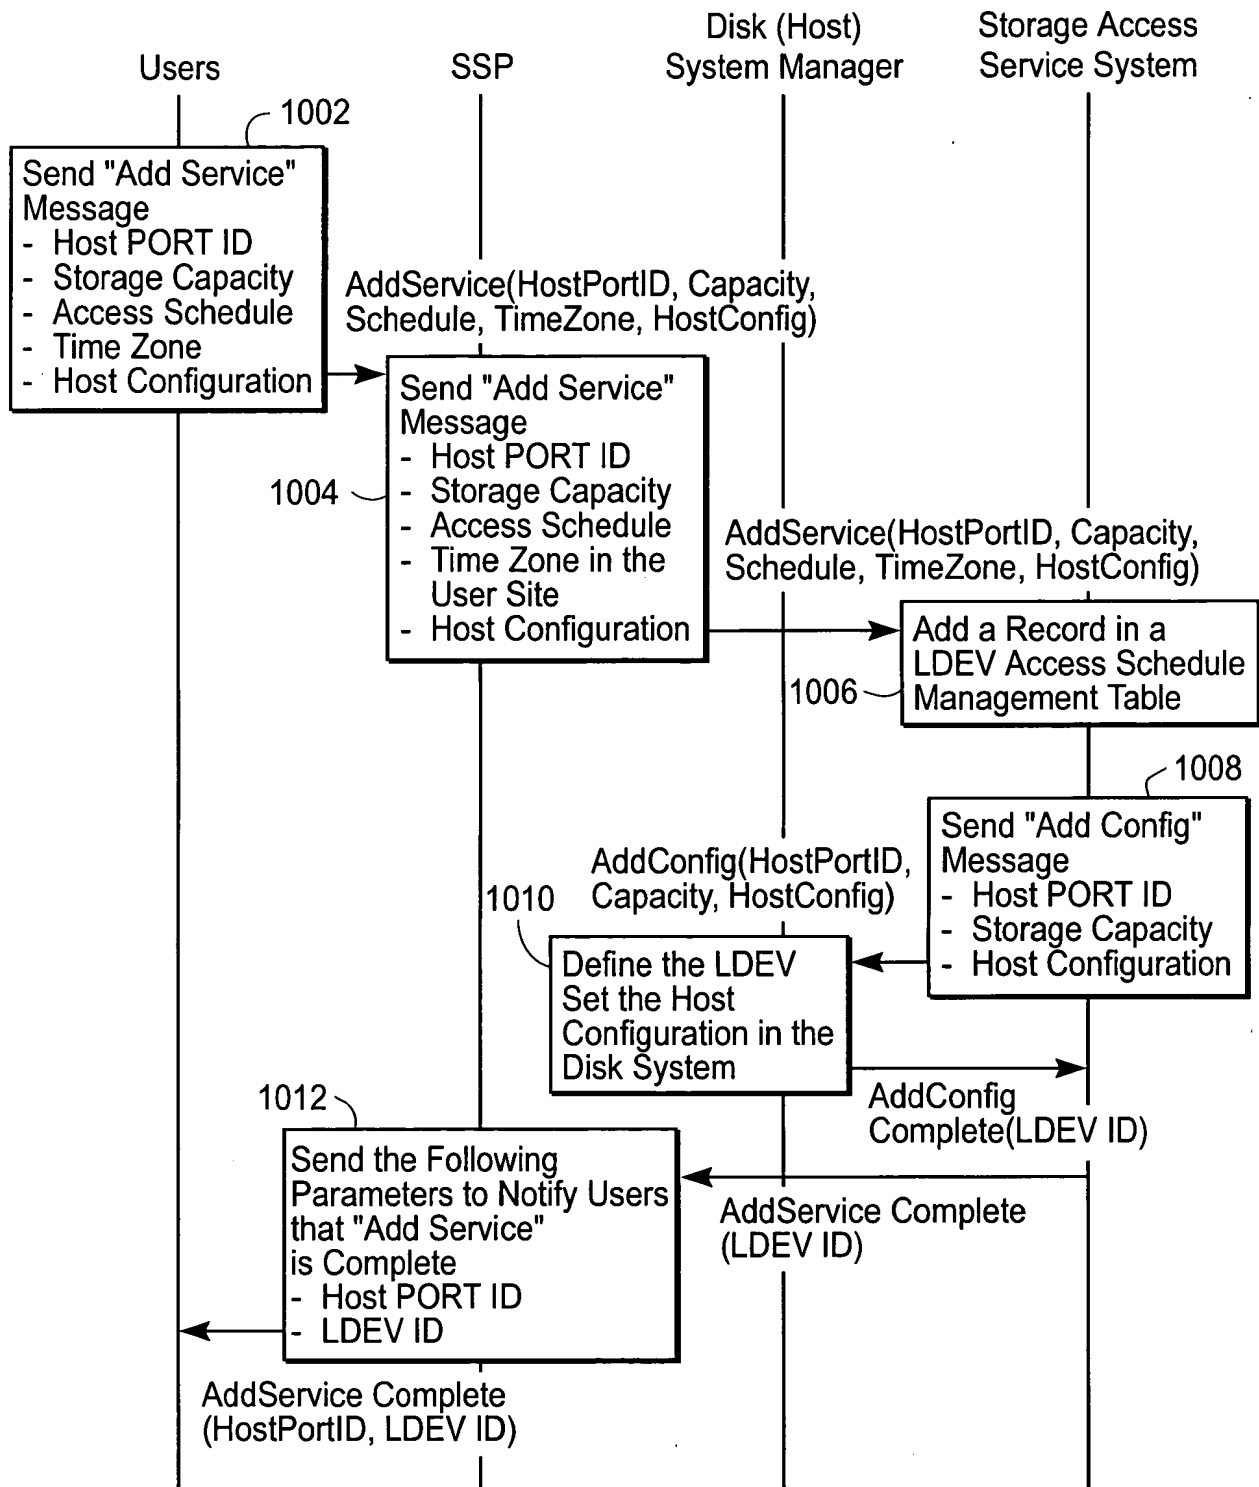 Users
SSP
Disk (Host)
System Manager
Storage Access
Service System
1002
Send "Add Service"
Message
- Host PORT ID
- Storage Capacity
- Access Schedule
- Time Zone
- Host Configuration
AddService(HostPortID, Capacity,
Schedule, TimeZone, HostConfig)
1004
Send "Add Service"
Message
- Host PORT ID
- Storage Capacity
- Access Schedule
- Time Zone in the
User Site
- Host Configuration
AddService(HostPortID, Capacity,
Schedule, TimeZone, HostConfig)
1006
Add a Record in a
LDEV Access Schedule
Management Table
1008
Send "Add Config"
Message
- Host PORT ID
- Storage Capacity
- Host Configuration
AddConfig(HostPortID,
Capacity, HostConfig)
1010
Define the LDEV
Set the Host
Configuration in the
Disk System
AddConfig
Complete(LDEV ID)
1012
Send the Following
Parameters to Notify Users
that "Add Service"
is Complete
- Host PORT ID
- LDEV ID
AddService Complete
(LDEV ID)
AddService Complete
(HostPortID, LDEV ID)